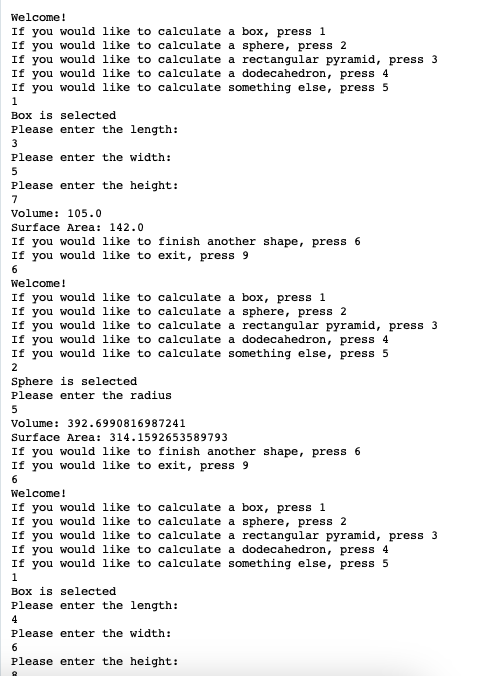 Welcome!
If you would like to calculate a box, press 1
If you would like to calculate a sphere, press 2
If you would like to calculate a rectangular pyramid, press 3
If you would like to calculate a dodecahedron, press 4
If you would like to calculate something else, press 5
1
Box is selected
Please enter the length:
3
Please enter the width:
5
Please enter the height:
7
Volume: 105.0
Surface Area: 142.0
If you would like to finish another shape, press 6
If you would like to exit, press 9
6
Welcome!
If you would like to calculate a box, press 1
If you would like to calculate a sphere, press 2
If you would like to calculate a rectangular pyramid, press 3
If you would like to calculate a dodecahedron, press 4
If you would like to calculate something else, press 5
2
Sphere is selected
Please enter the radius
5
Volume: 392.6990816987241
Surface Area: 314.1592653589793
If you would like to finish another shape, press 6
If you would like to exit, press 9
6
Welcome!
If you would like to calculate a box, press 1
If you would like to calculate a sphere, press 2
If you would like to calculate a rectangular pyramid, press 3
If you would like to calculate a dodecahedron, press 4
If you would like to calculate something else, press 5
1
Box is selected
Please enter the length:
4
Please enter the width:
6
Please enter the height:
8